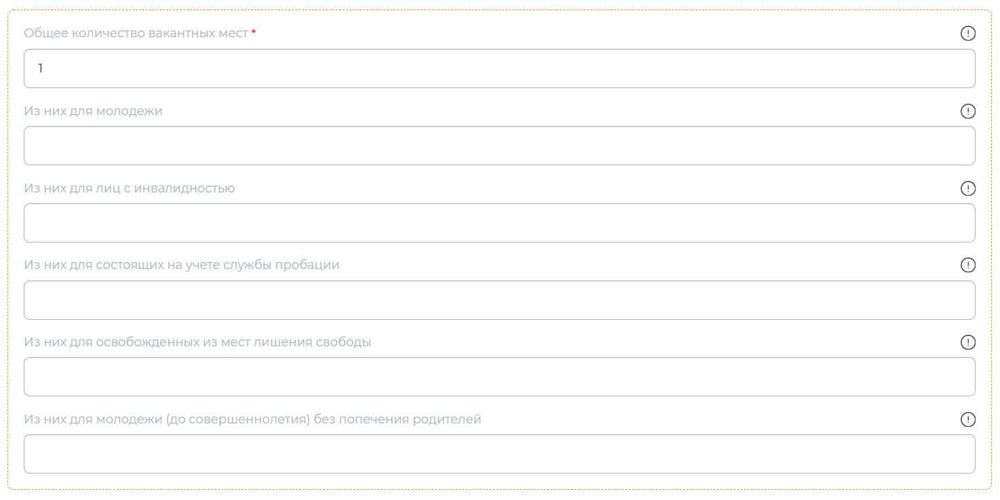 Общее количество вакантных мест *
1
Из них для молодежи
Из них для лиц с инвалидностью
Из них для состоящих на учете службы пробации
Из них для освобожденных из мест лишения свободы
Из них для молодежи (до совершеннолетия) без попечения родителей